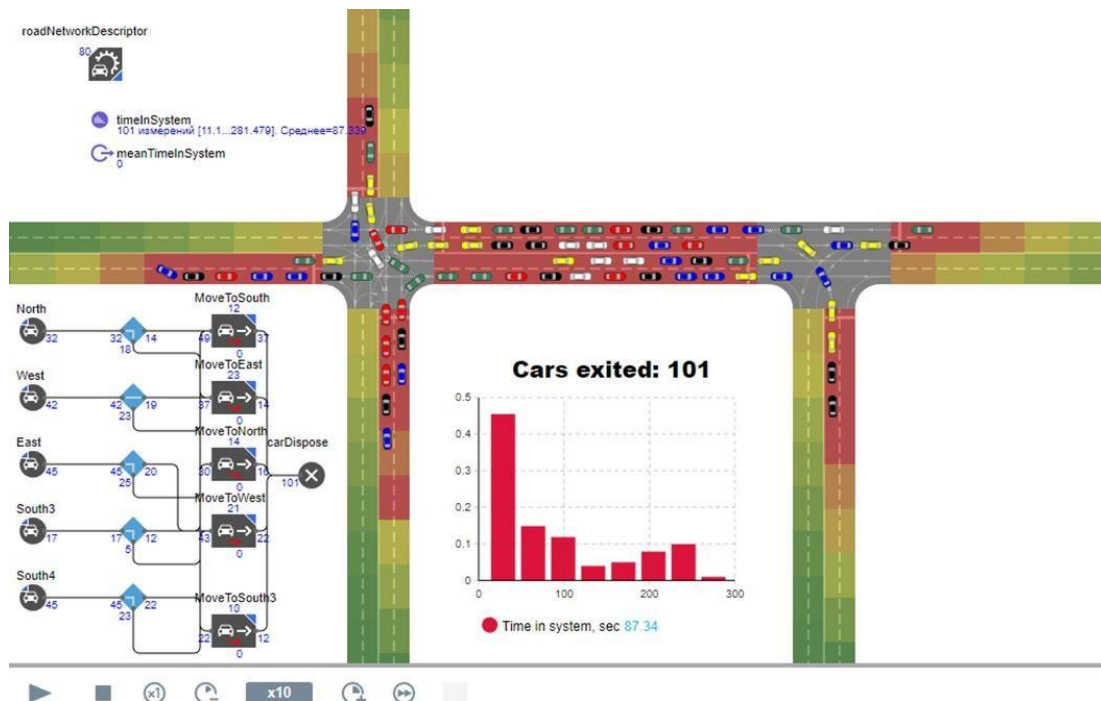 roadNetworkDescriptor
80
timeInSystem
101 измерений [11.1...281.479]. Среднее=87.339
meanTimeInSystem
0
North
32
32
14
18
MoveToSouth
12
49
37
0
West
42
42
19
23
MoveToEast
23
37
14
0
East
45
45
20
25
MoveToNorth
14
30
16
0
carDispose
101
South3
17
17
12
5
MoveToWest
21
43
22
0
South4
45
45
22
23
MoveToSouth3
10
22
12
0
Cars exited: 101
0.5
0.4
0.3
0.2
0.1
0
0
100
200
300
Time in system, sec 87.34
x1
x10